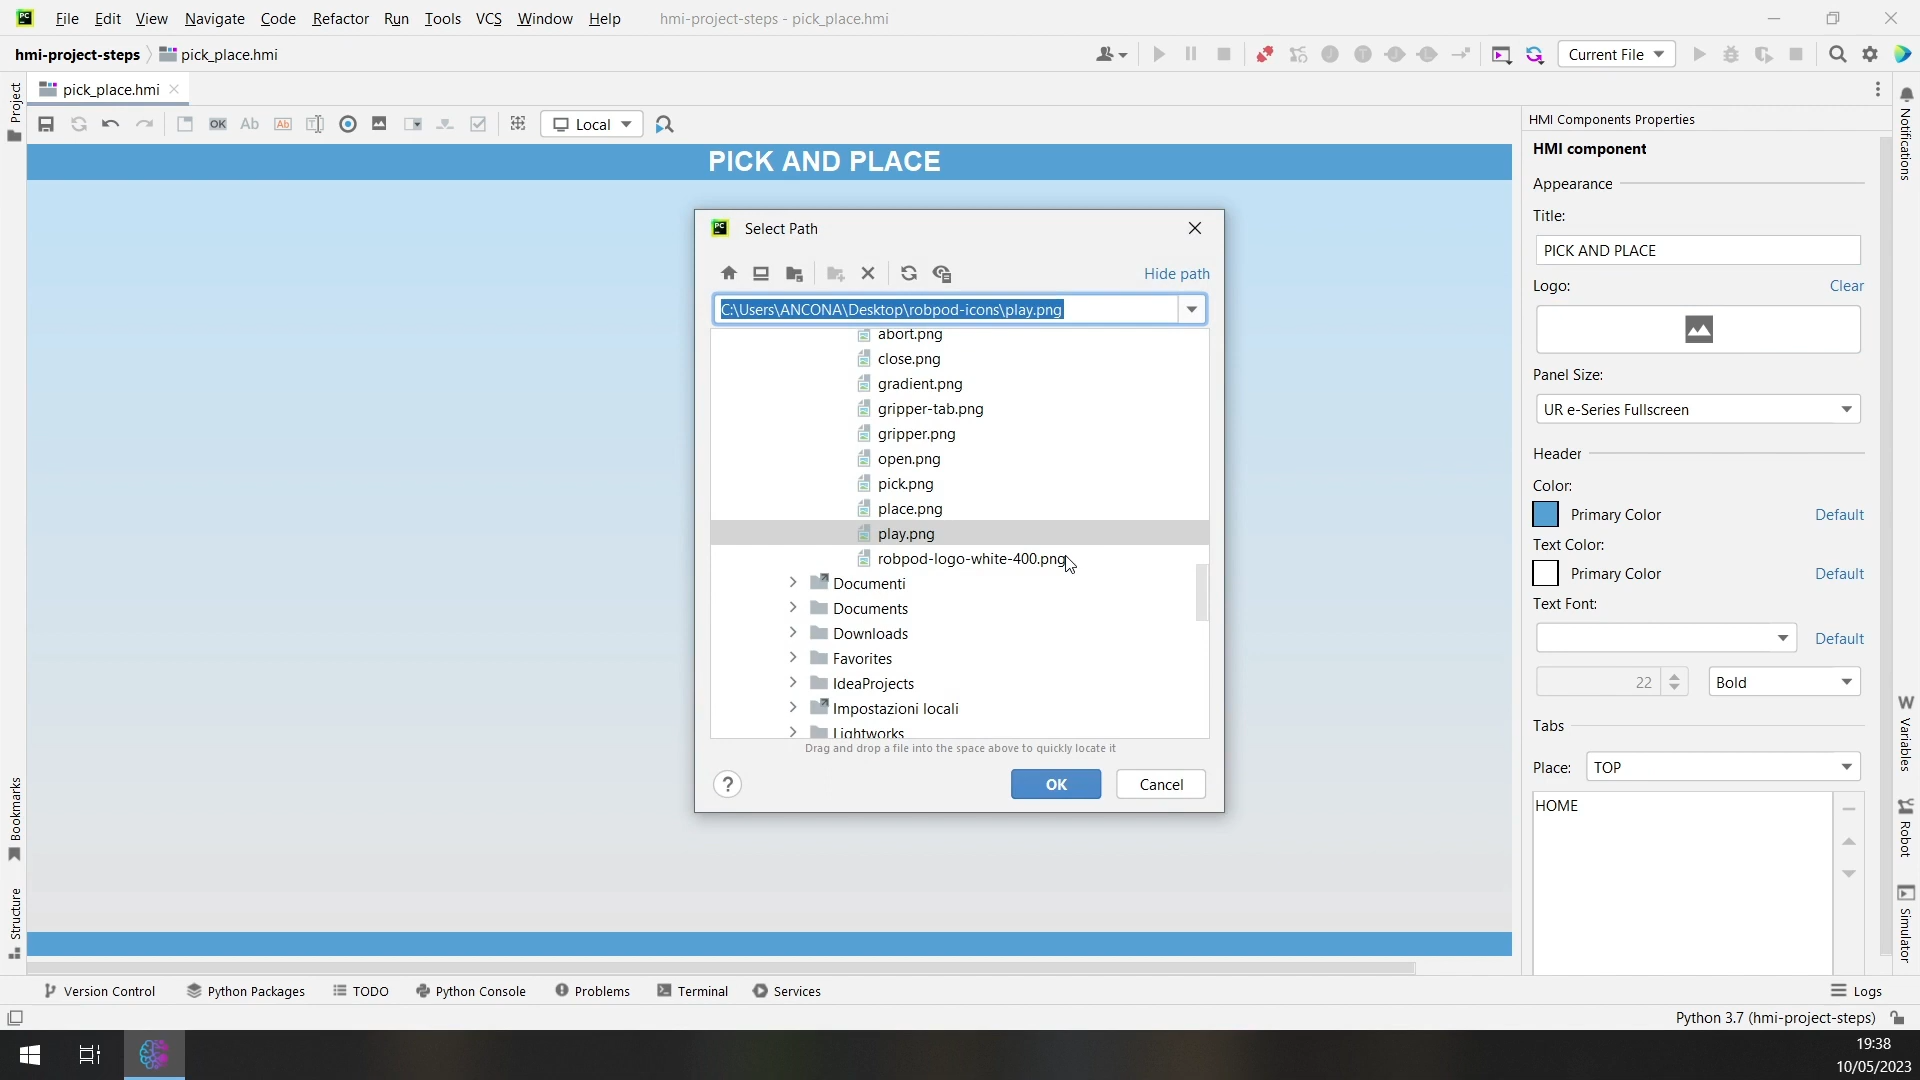 PC File Edit View Navigate Code Refactor Run Tools VCS Window Help hmi-project-steps - pick_place.hmi
hmi-project-steps pick_place.hmi Current File
pick_place.hmi
OK Ab Ab Local
PICK AND PLACE
Project
Bookmarks
Structure
PC Select Path
Hide path
C:\Users\ANCONA\Desktop\robpod-icons\play.png
abort.png
close.png
gradient.png
gripper-tab.png
gripper.png
open.png
pick.png
place.png
play.png
robpod-logo-white-400.png
Documenti
Documents
Downloads
Favorites
IdeaProjects
Impostazioni locali
Lightworks
Drag and drop a file into the space above to quickly locate it
? OK Cancel
HMI Components Properties
HMI component
Appearance
Title:
PICK AND PLACE
Logo: Clear
Panel Size:
UR e-Series Fullscreen
Header
Color:
Primary Color Default
Text Color:
Primary Color Default
Text Font:
Default
22 Bold
Tabs
Place: TOP
HOME
Notifications
Variables
Robot
Simulator
Version Control Python Packages TODO Python Console Problems Terminal Services Logs
Python 3.7 (hmi-project-steps)
19:38
10/05/2023